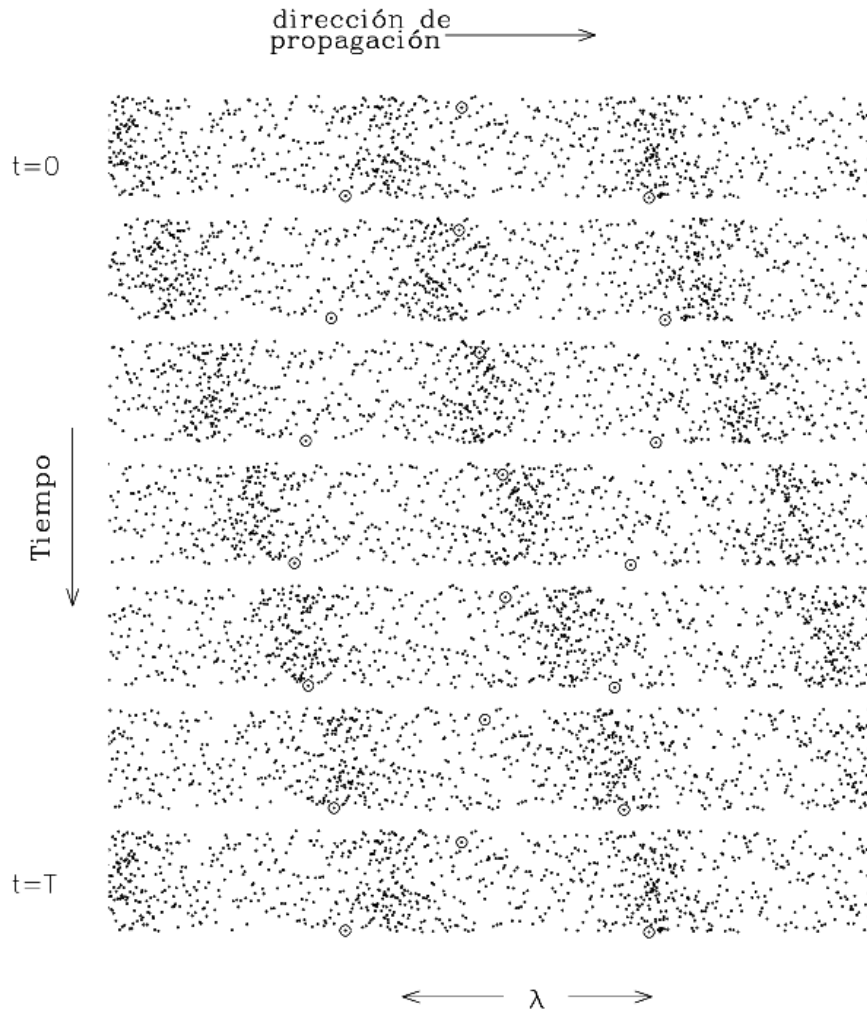 dirección de
propagación
t=0
Tiempo
t=T
λ